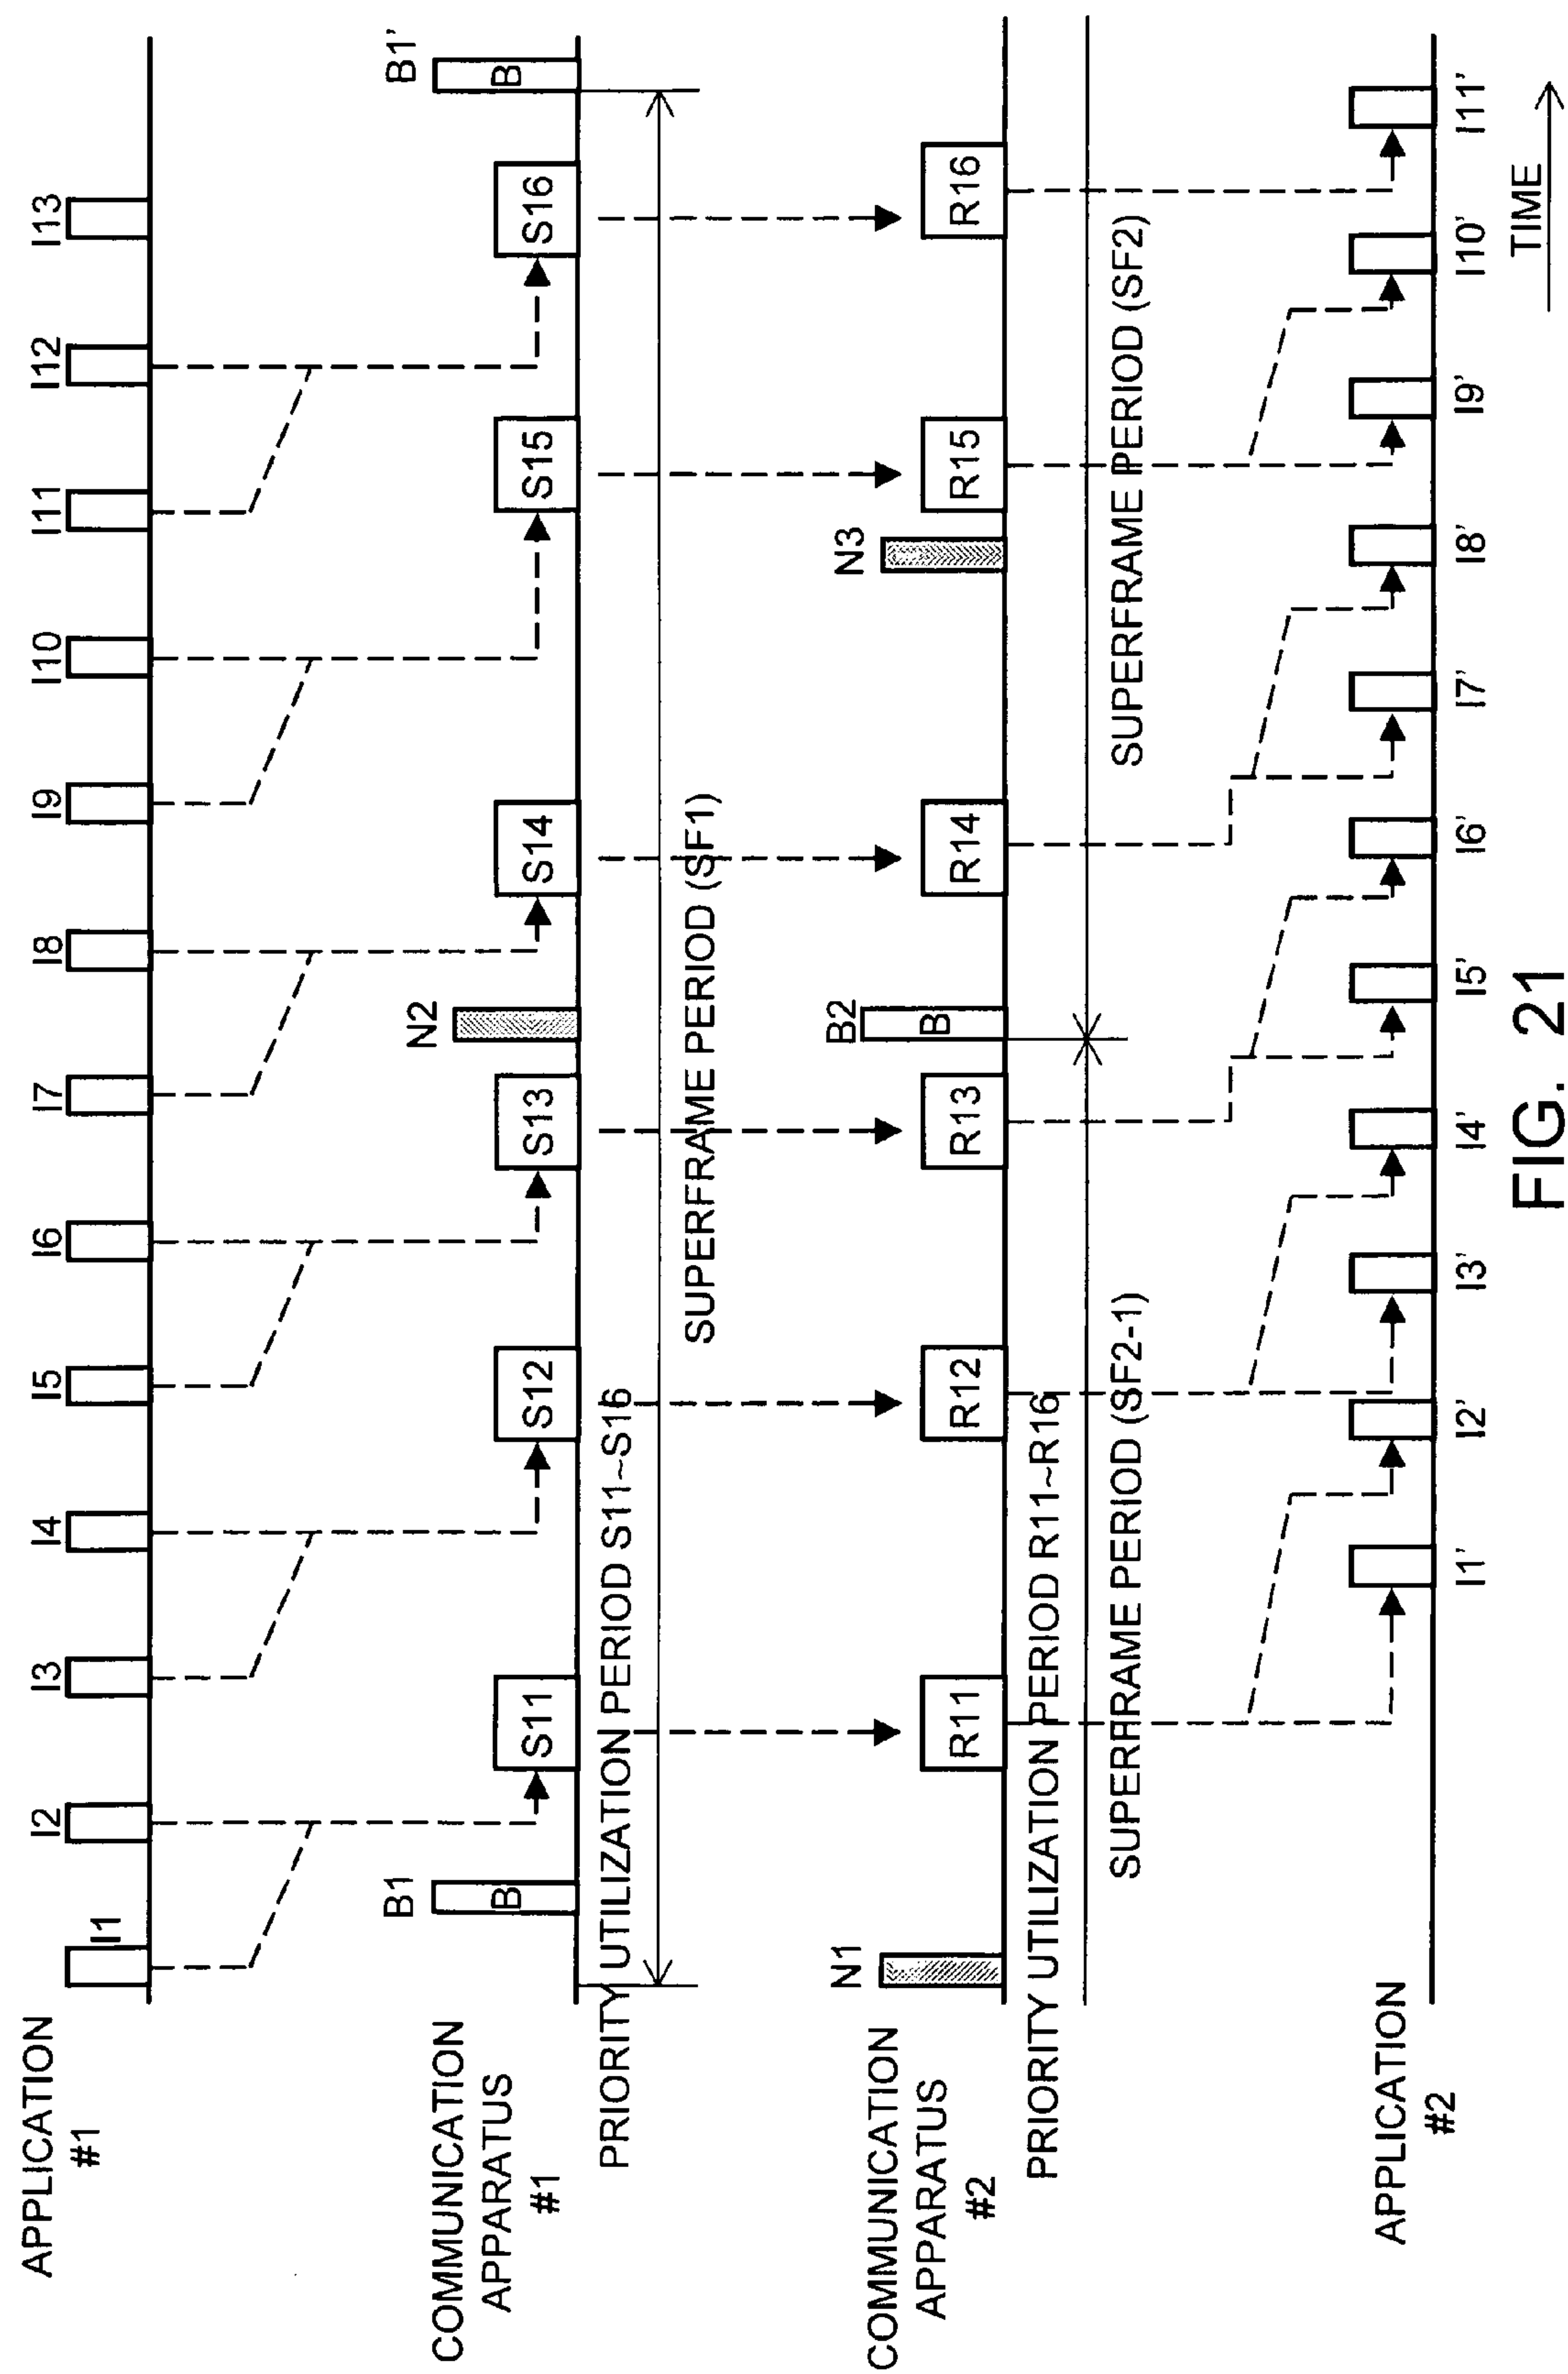 APPLICATION
#1
I1
I2
I3
I4
I5
I6
I7
I8
I9
I10
I11
I12
I13
COMMUNICATION
APPARATUS
#1
B1
B
S11
S12
S13
N2
S14
S15
S16
B1'
B
PRIORITY UTILIZATION PERIOD S11~S16
SUPERFRAME PERIOD (SF1)
COMMUNICATION
APPARATUS
#2
N1
R11
R12
R13
B2
B
R14
N3
R15
R16
PRIORITY UTILIZATION PERIOD R11~R16
SUPERFRAME PERIOD (SF2-1)
SUPERFRAME PERIOD (SF2)
APPLICATION
#2
I1'
I2'
I3'
I4'
I5'
I6'
I7'
I8'
I9'
I10'
I11'
TIME
FIG. 21